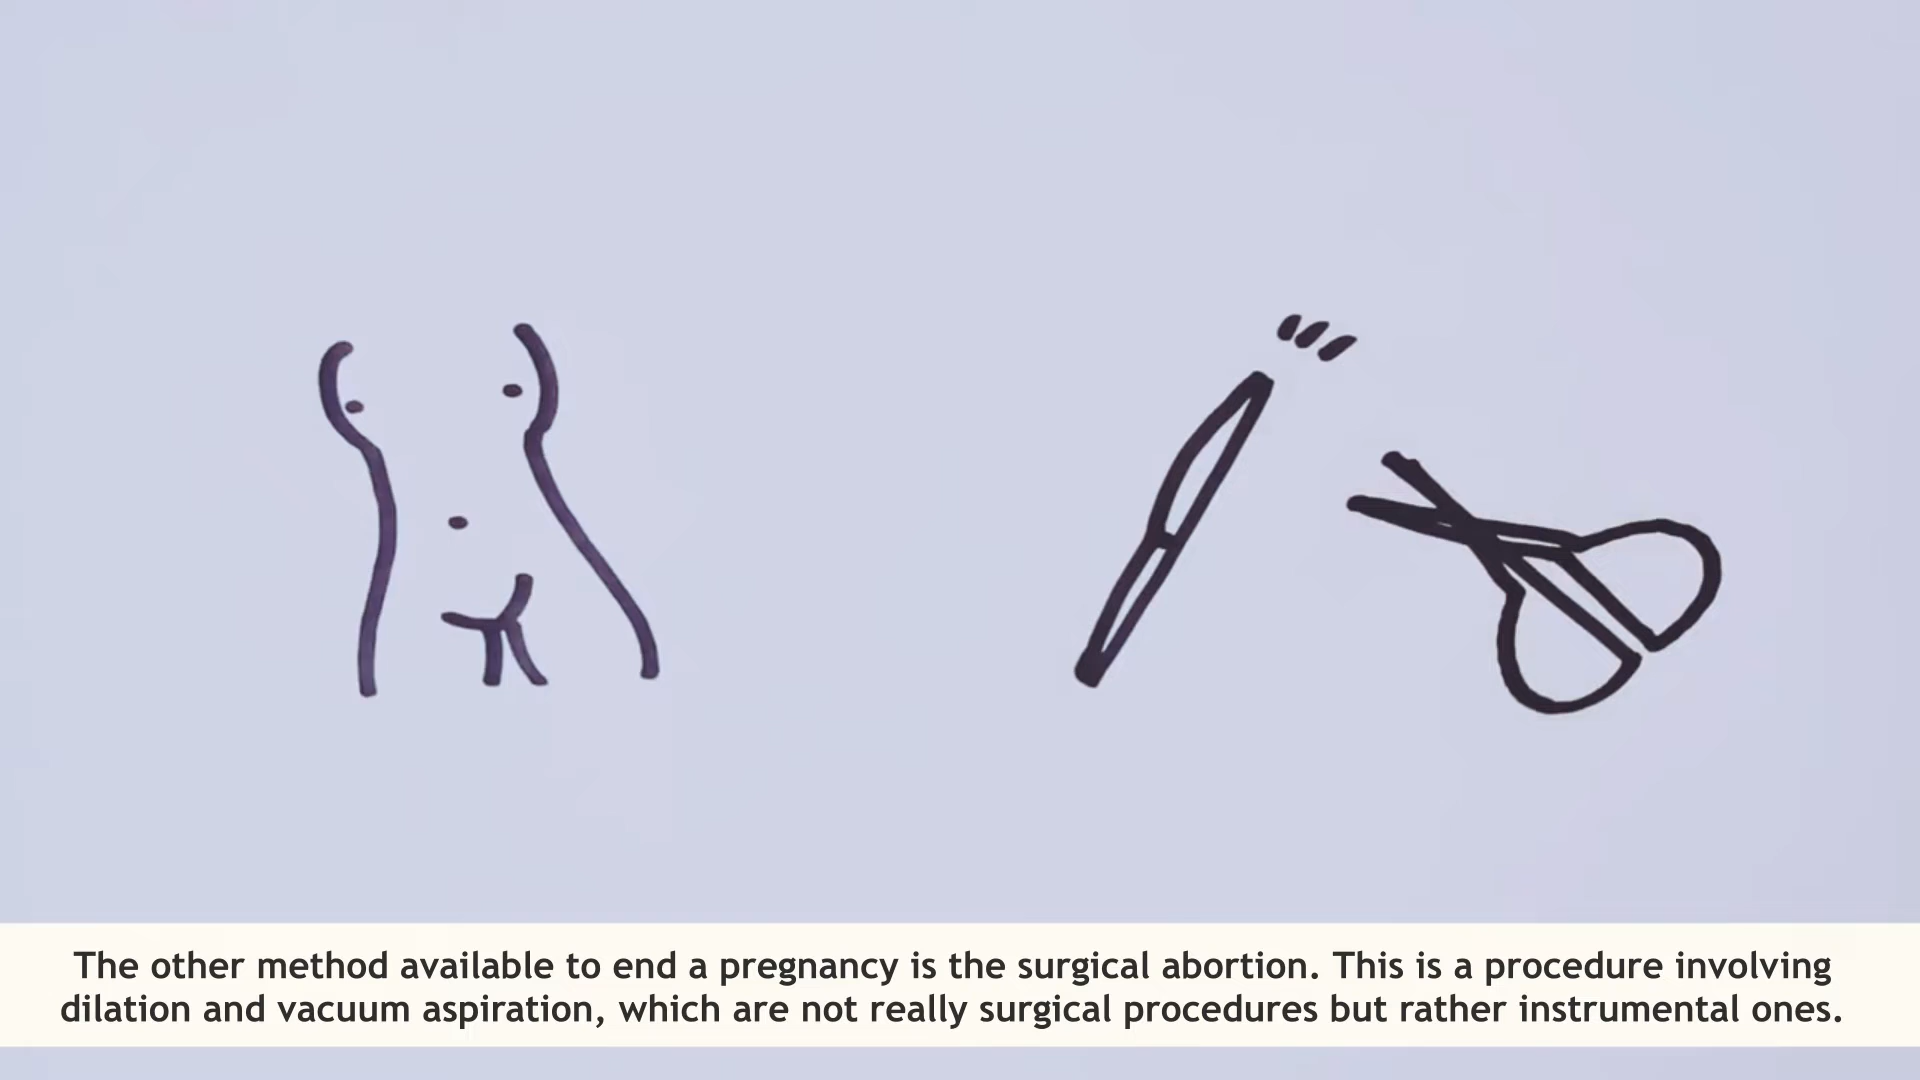 The other method available to end a pregnancy is the surgical abortion. This is a procedure involving
dilation and vacuum aspiration, which are not really surgical procedures but rather instrumental ones.